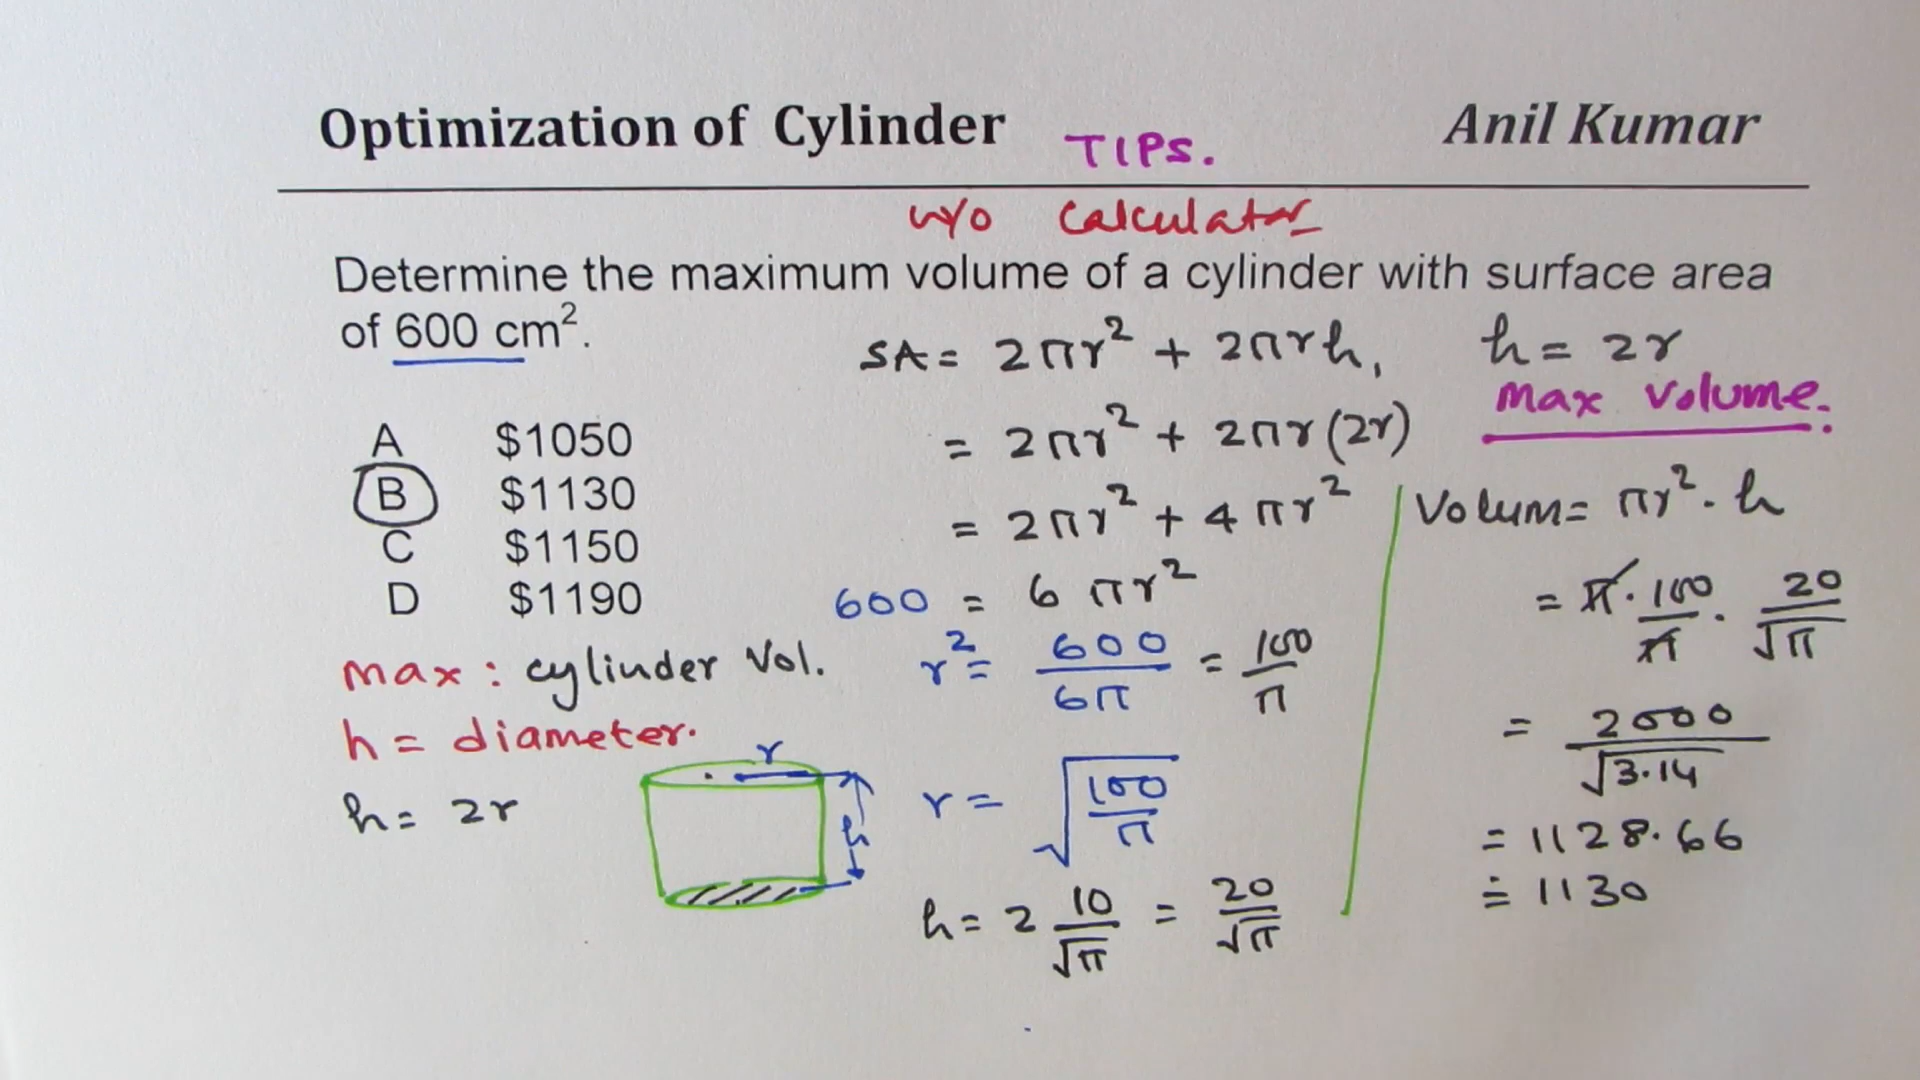 Optimization of Cylinder
TIPS.
Anil Kumar
w/o Calculator
Determine the maximum volume of a cylinder with surface area
of 600 cm².
A $1050
B $1130
C $1150
D $1190
max : cylinder Vol.
h = diameter.
h = 2r
r
h
SA = 2πr² + 2πrh,
= 2πr² + 2πr(2r)
= 2πr² + 4πr²
600 = 6πr²
r² = 600/6π = 100/π
r = √(100/π)
h = 2 10/√π = 20/√π
h = 2r
max volume.
Volum = πr² · h
= π · 100/π · 20/√π
= 2000/√3.14
= 1128.66
≐ 1130